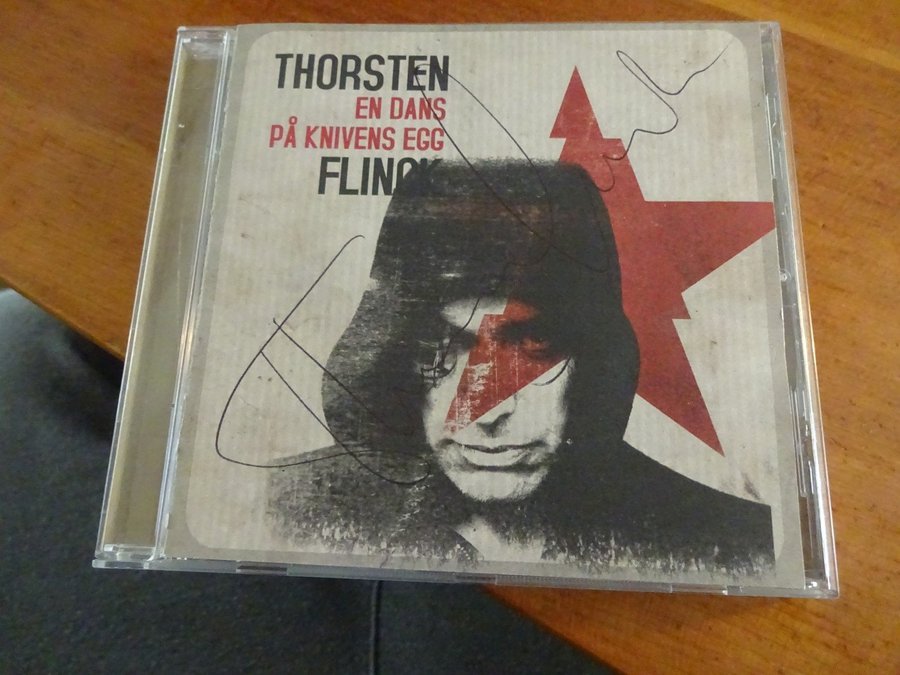 THORSTEN
EN DANS
PÅ KNIVENS EGG
FLINCK